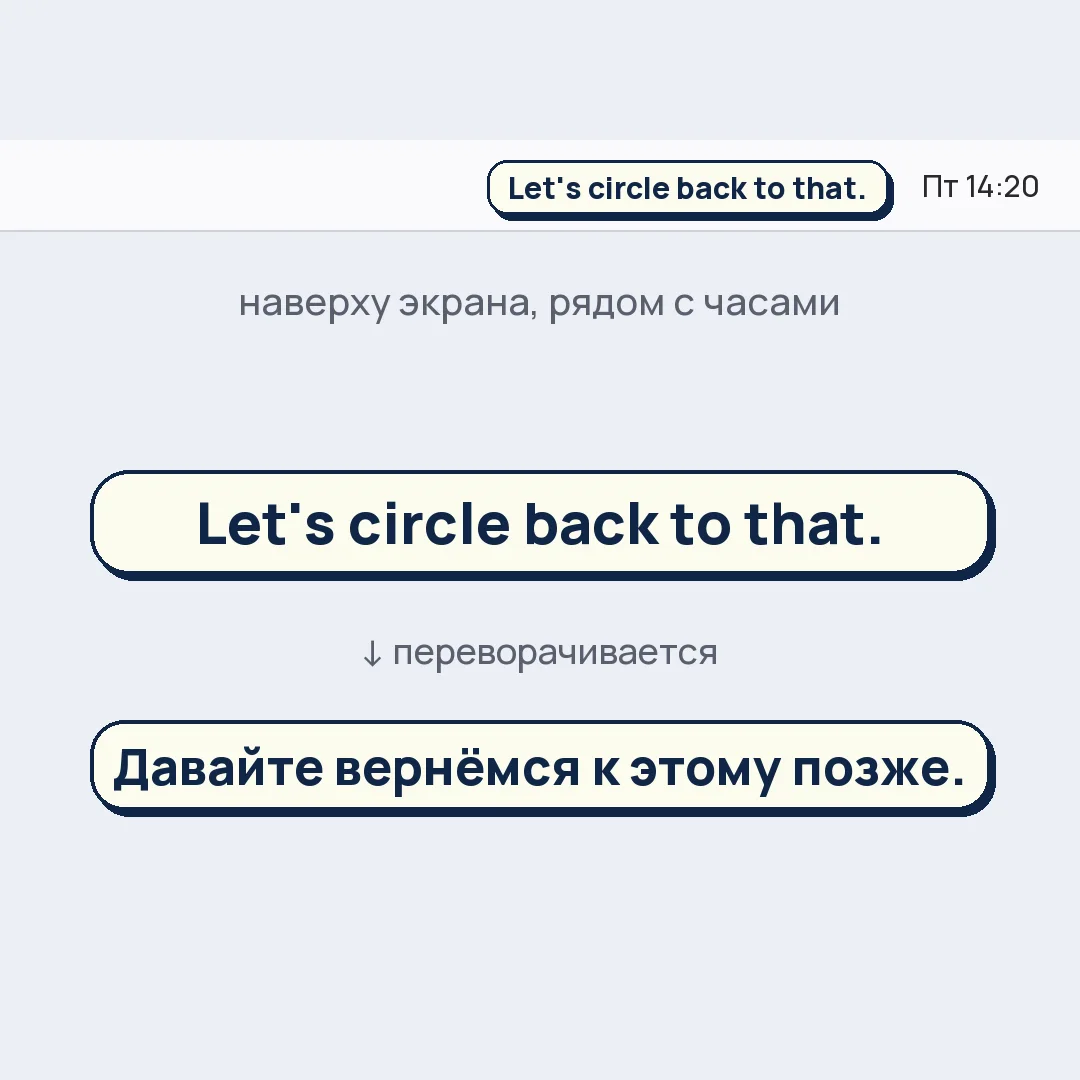 Let's circle back to that. Пт 14:20
наверху экрана, рядом с часами
Let's circle back to that.
↓ переворачивается
Давайте вернёмся к этому позже.